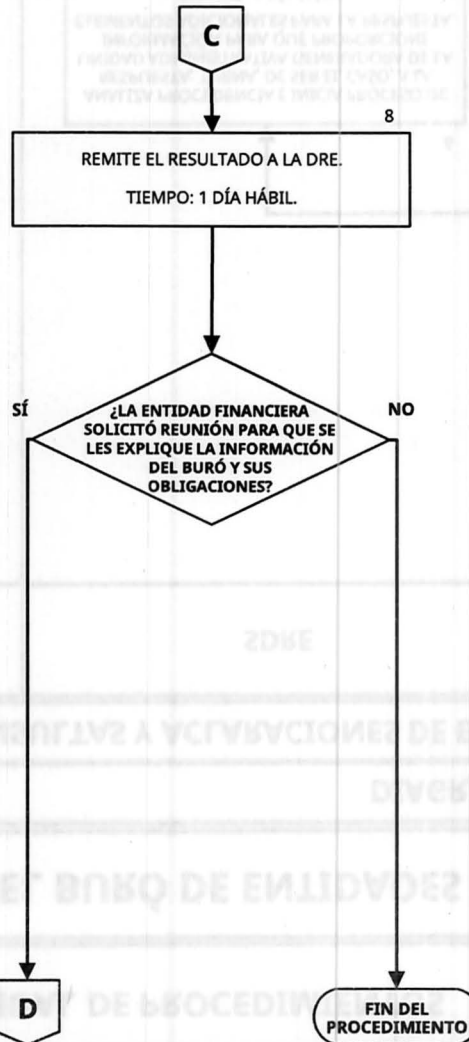 C
8
REMITE EL RESULTADO A LA DRE.
TIEMPO: 1 DÍA HÁBIL.
SÍ
NO
¿LA ENTIDAD FINANCIERA
SOLICITÓ REUNIÓN PARA QUE SE
LES EXPLIQUE LA INFORMACIÓN
DEL BURÓ Y SUS
OBLIGACIONES?
SDRE
D
FIN DEL
PROCEDIMIENTO